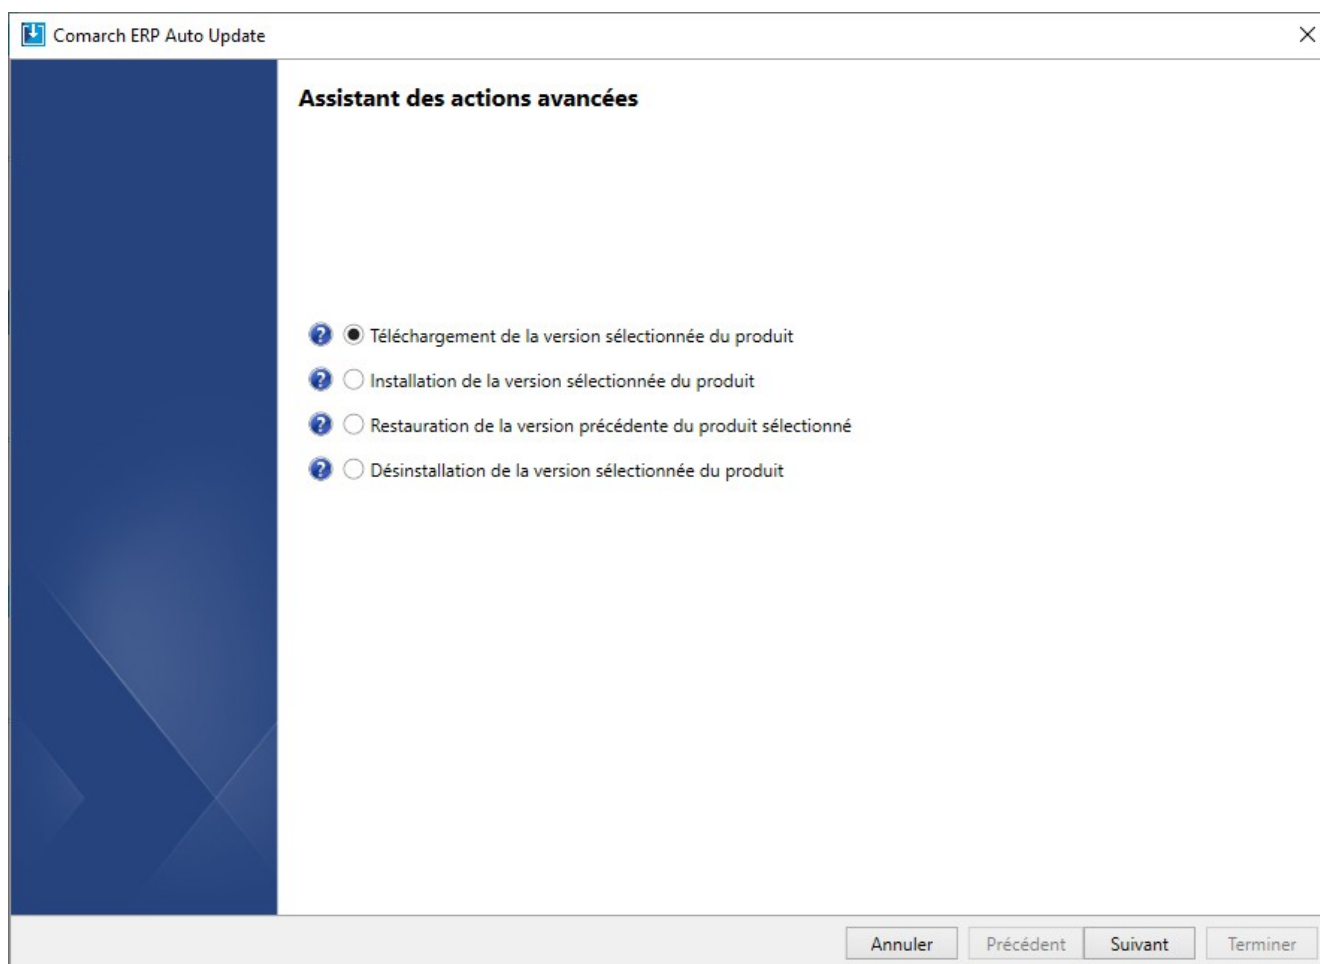 Comarch ERP Auto Update
Assistant des actions avancées
Téléchargement de la version sélectionnée du produit
Installation de la version sélectionnée du produit
Restauration de la version précédente du produit sélectionné
Désinstallation de la version sélectionnée du produit
Annuler Précédent Suivant Terminer